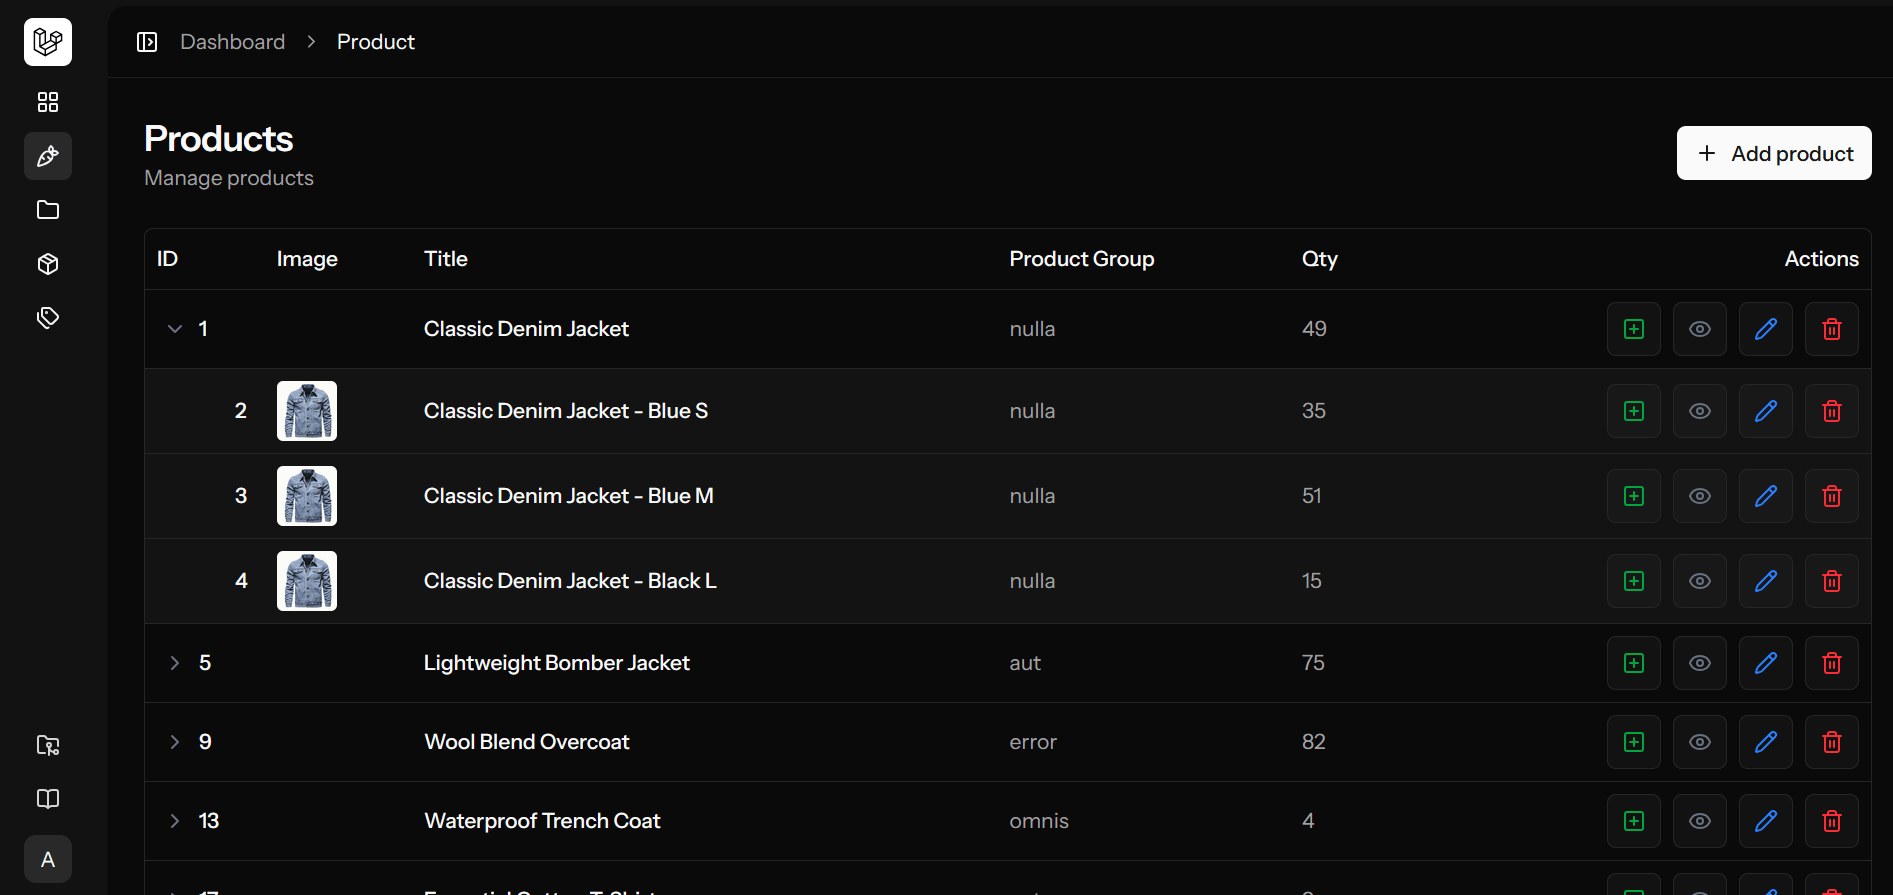 Dashboard > Product
Products
Manage products
+ Add product
ID Image Title Product Group Qty Actions
1 Classic Denim Jacket nulla 49
2 Classic Denim Jacket - Blue S nulla 35
3 Classic Denim Jacket - Blue M nulla 51
4 Classic Denim Jacket - Black L nulla 15
5 Lightweight Bomber Jacket aut 75
9 Wool Blend Overcoat error 82
13 Waterproof Trench Coat omnis 4
A